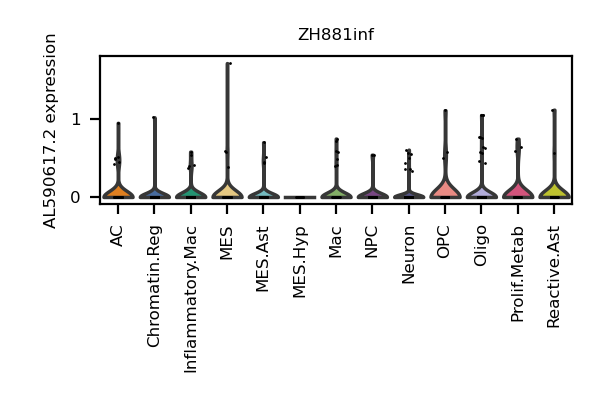 ZH881inf
AL590617.2 expression
1
0
AC
Chromatin.Reg
Inflammatory.Mac
MES
MES.Ast
MES.Hyp
Mac
NPC
Neuron
OPC
Oligo
Prolif.Metab
Reactive.Ast